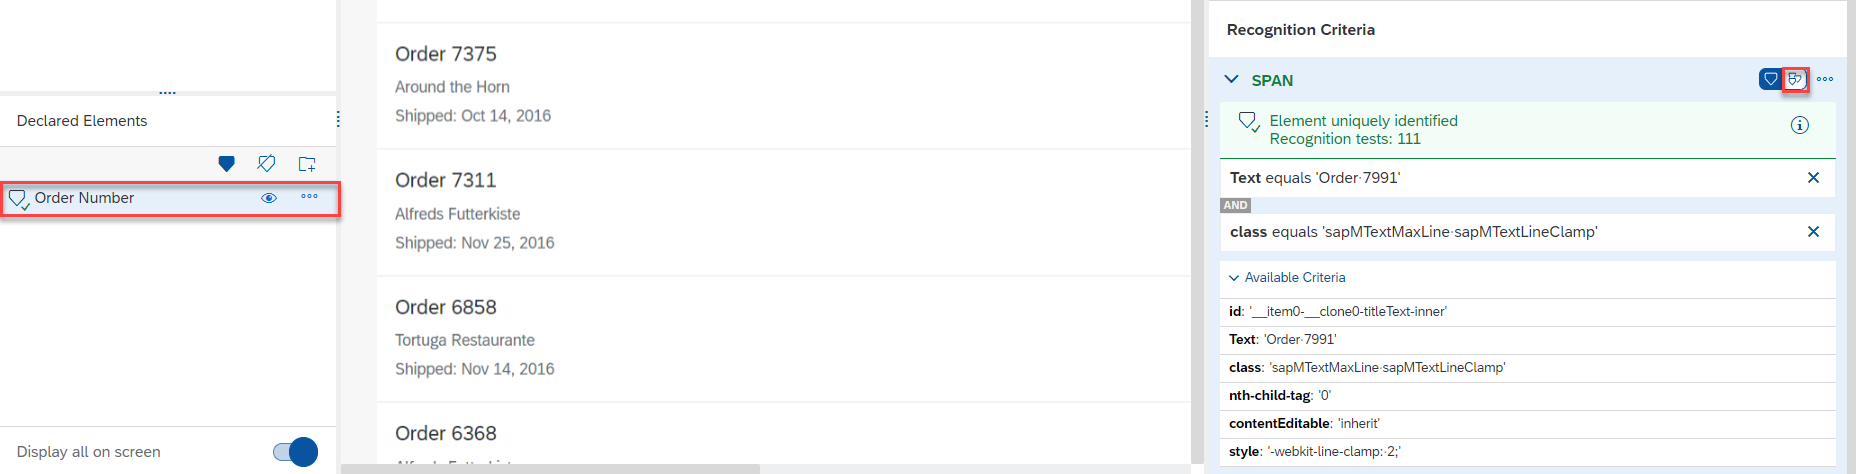 Declared Elements
Order Number
Display all on screen
Order 7375
Around the Horn
Shipped: Oct 14, 2016
Order 7311
Alfreds Futterkiste
Shipped: Nov 25, 2016
Order 6858
Tortuga Restaurante
Shipped: Nov 14, 2016
Order 6368
Recognition Criteria
SPAN
Element uniquely identified
Recognition tests: 111
Text equals 'Order·7991'
AND
class equals 'sapMTextMaxLine·sapMTextLineClamp'
Available Criteria
id: '__item0-__clone0-titleText-inner'
Text: 'Order·7991'
class: 'sapMTextMaxLine·sapMTextLineClamp'
nth-child-tag: '0'
contentEditable: 'inherit'
style: '-webkit-line-clamp:·2;'